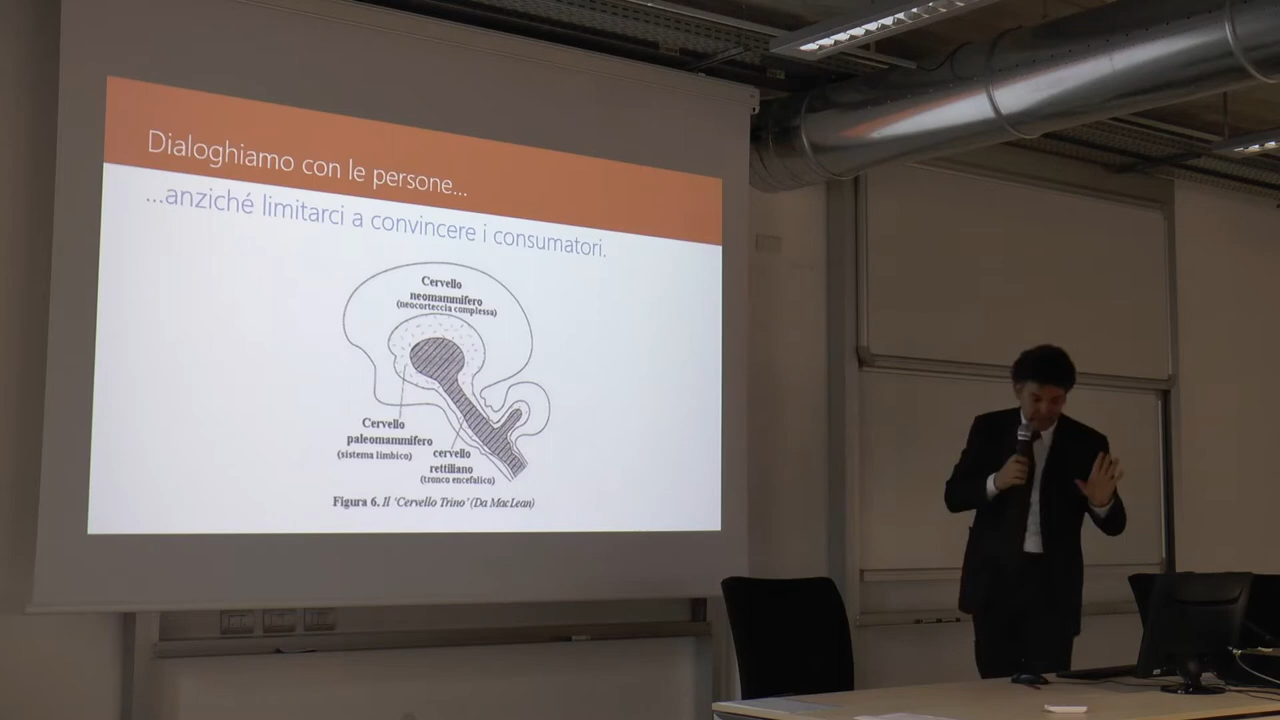 Dialoghiamo con le persone...
...anziché limitarci a convincere i consumatori.
Cervello
neomammifero
(neocorteccia complessa)
Cervello
paleomammifero
(sistema limbico)
cervello
rettiliano
(tronco encefalico)
Figura 6. Il 'Cervello Trino' (Da MacLean)